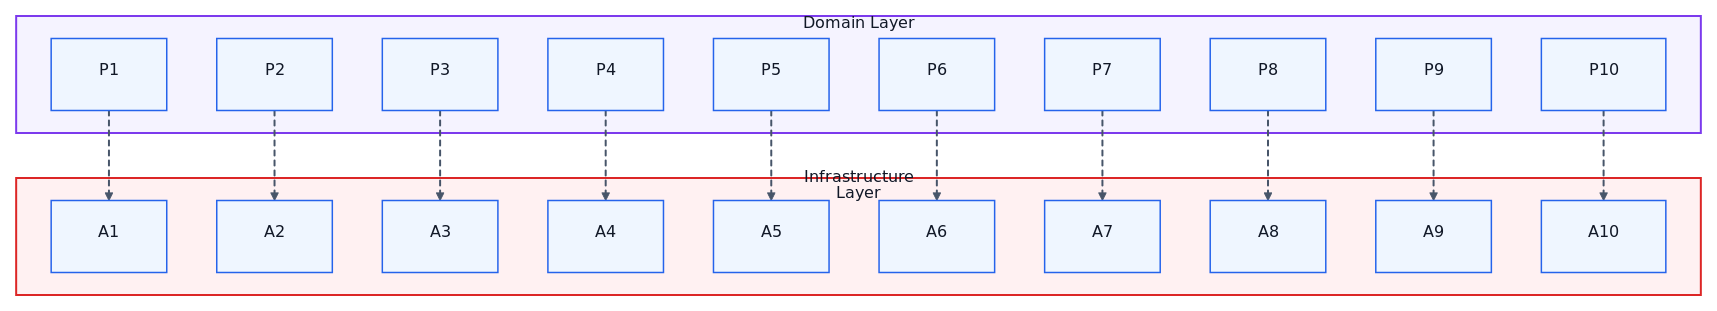 Domain Layer
P1
P2
P3
P4
P5
P6
P7
P8
P9
P10
Infrastructure
Layer
A1
A2
A3
A4
A5
A6
A7
A8
A9
A10